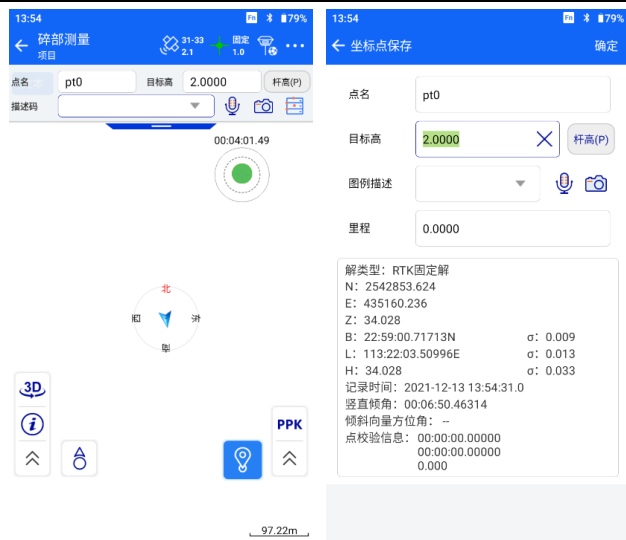 13:54
Fn
79%
碎部测量
项目
31-33
2.1
固定
1.0
点名
pt0
目标高
2.0000
杆高(P)
描述码
00:04:01.49
北
西
东
南
3D
PPK
97.22m
13:54
Fn
79%
坐标点保存
确定
点名
pt0
目标高
2.0000
杆高(P)
图例描述
里程
0.0000
解类型: RTK固定解
N: 2542853.624
E: 435160.236
Z: 34.028
B: 22:59:00.71713N σ: 0.009
L: 113:22:03.50996E σ: 0.013
H: 34.028 σ: 0.033
记录时间: 2021-12-13 13:54:31.0
竖直倾角: 00:06:50.46314
倾斜向量方位角: --
点校验信息: 00:00:00.00000
00:00:00.00000
0.000